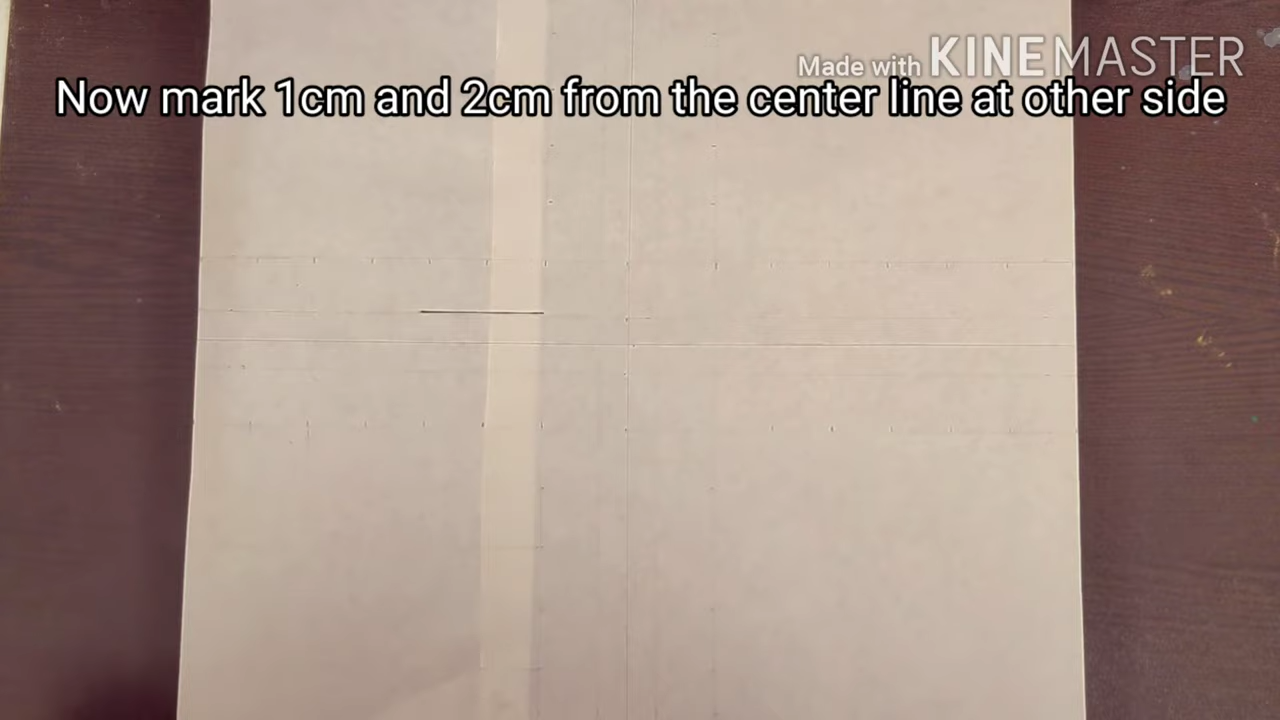 Made with KINEMASTER
Now mark 1cm and 2cm from the center line at other side